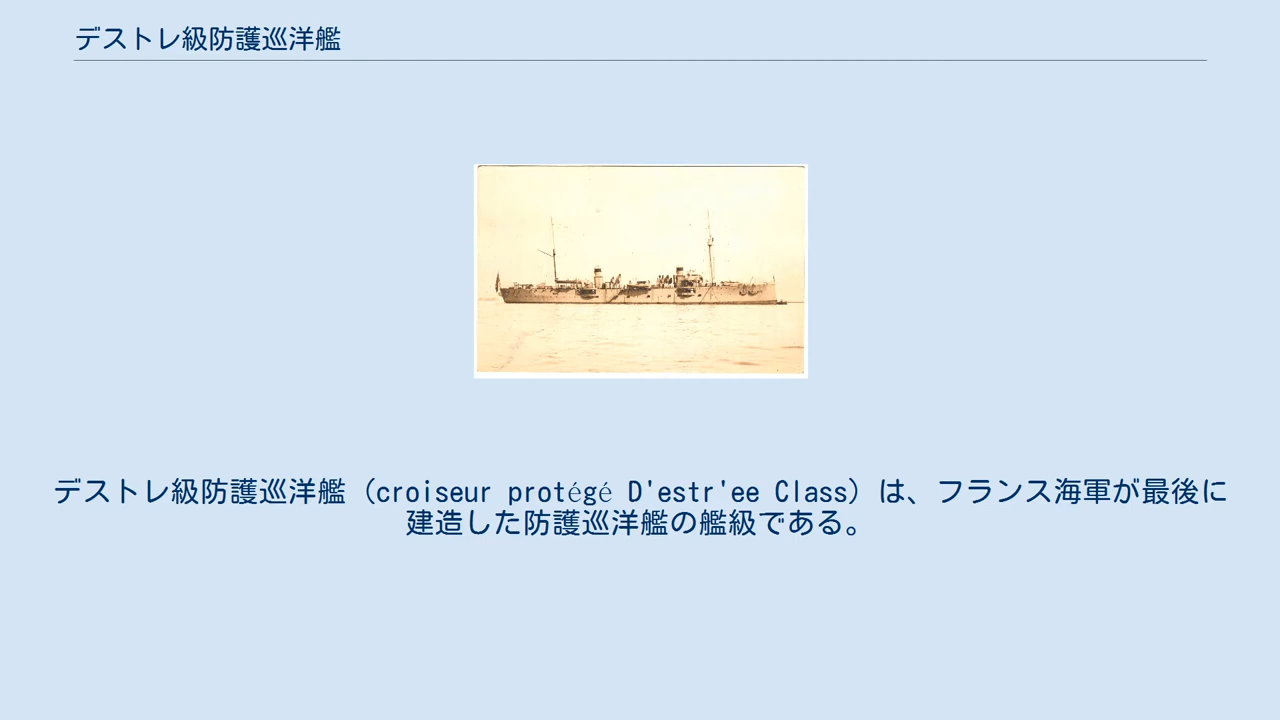 デストレ級防護巡洋艦
デストレ級防護巡洋艦（croiseur protégé D'estr'ee Class）は、フランス海軍が最後に
建造した防護巡洋艦の艦級である。